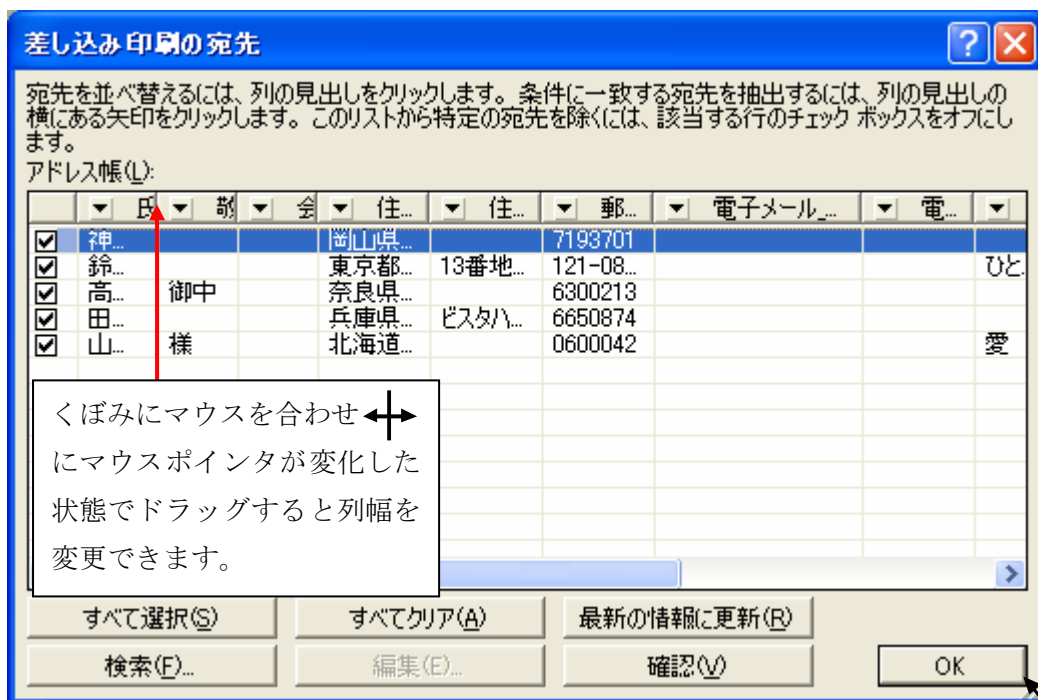 差し込み印刷の宛先
宛先を並べ替えるには、列の見出しをクリックします。条件に一致する宛先を抽出するには、列の見出しの
横にある矢印をクリックします。このリストから特定の宛先を除くには、該当する行のチェック ボックスをオフにし
ます。
アドレス帳(L):
氏 敬 会 住... 住... 郵... 電子メール_... 電...
神... 岡山県... 7193701
鈴... 東京都... 13番地... 121-08... ひと
高... 御中 奈良県... 6300213
田... 兵庫県... ビスタハ... 6650874
山... 様 北海道... 0600042 愛
くぼみにマウスを合わせ
にマウスポインタが変化した
状態でドラッグすると列幅を
変更できます。
すべて選択(S) すべてクリア(A) 最新の情報に更新(R)
検索(F)... 編集(E)... 確認(V) OK